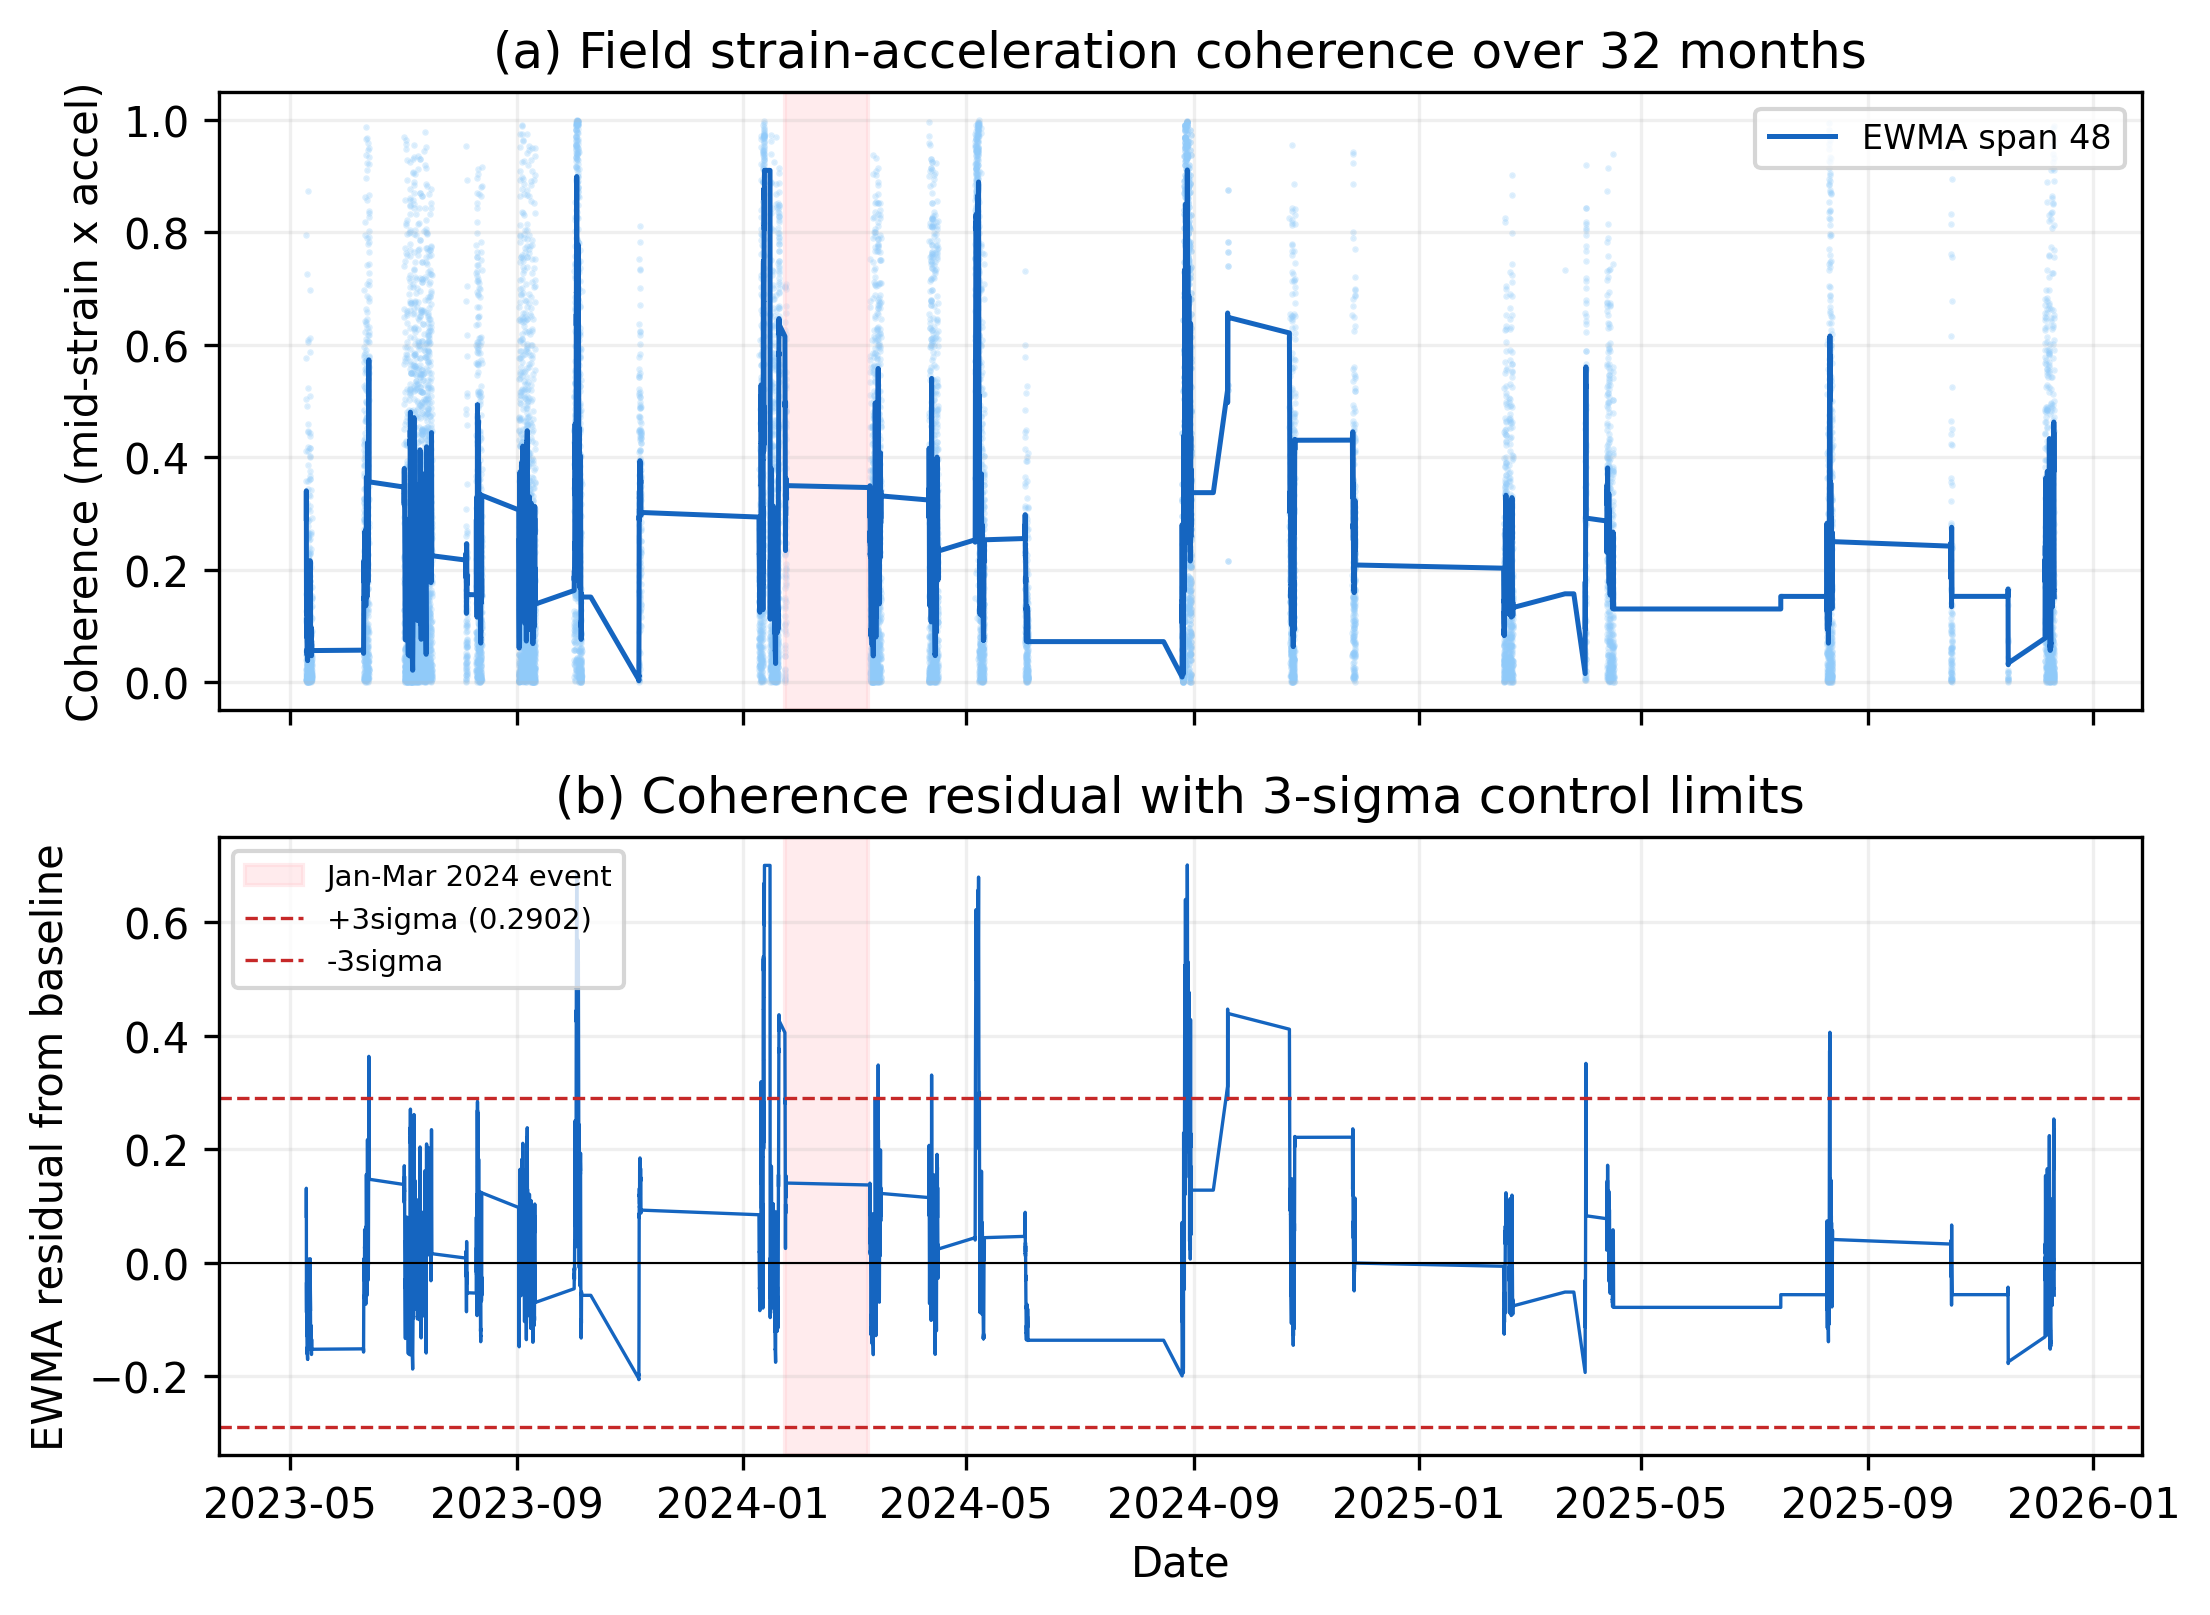 (a) Field strain-acceleration coherence over 32 months
Coherence (mid-strain x accel)
1.0
0.8
0.6
0.4
0.2
0.0
EWMA span 48
(b) Coherence residual with 3-sigma control limits
EWMA residual from baseline
0.6
0.4
0.2
0.0
−0.2
Jan-Mar 2024 event
+3sigma (0.2902)
-3sigma
2023-05
2023-09
2024-01
2024-05
2024-09
2025-01
2025-05
2025-09
2026-01
Date